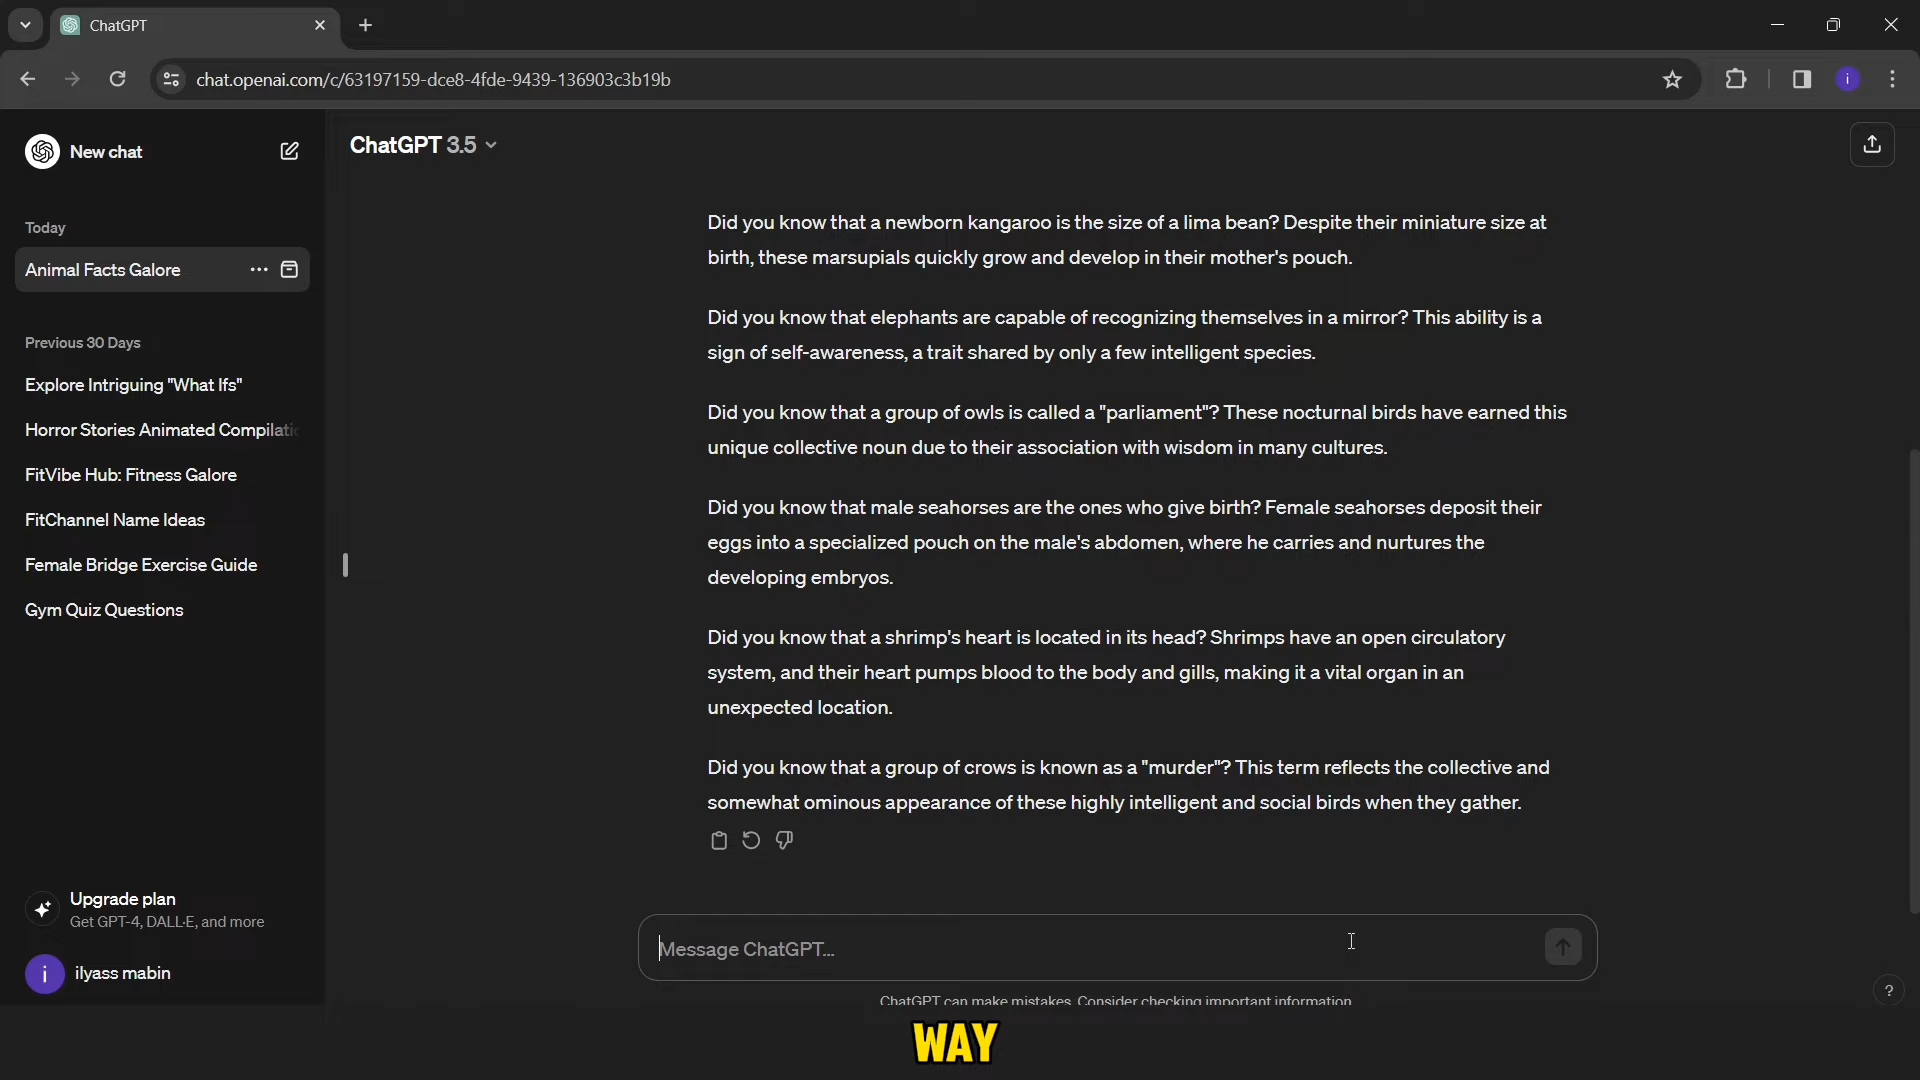 ChatGPT
chat.openai.com/c/63197159-dce8-4fde-9439-136903c3b19b
i
New chat
ChatGPT 3.5
Today
Animal Facts Galore
Previous 30 Days
Explore Intriguing "What Ifs"
Horror Stories Animated Compilati
FitVibe Hub: Fitness Galore
FitChannel Name Ideas
Female Bridge Exercise Guide
Gym Quiz Questions
Upgrade plan
Get GPT-4, DALL·E, and more
i
ilyass mabin
Did you know that a newborn kangaroo is the size of a lima bean? Despite their miniature size at
birth, these marsupials quickly grow and develop in their mother's pouch.
Did you know that elephants are capable of recognizing themselves in a mirror? This ability is a
sign of self-awareness, a trait shared by only a few intelligent species.
Did you know that a group of owls is called a "parliament"? These nocturnal birds have earned this
unique collective noun due to their association with wisdom in many cultures.
Did you know that male seahorses are the ones who give birth? Female seahorses deposit their
eggs into a specialized pouch on the male's abdomen, where he carries and nurtures the
developing embryos.
Did you know that a shrimp's heart is located in its head? Shrimps have an open circulatory
system, and their heart pumps blood to the body and gills, making it a vital organ in an
unexpected location.
Did you know that a group of crows is known as a "murder"? This term reflects the collective and
somewhat ominous appearance of these highly intelligent and social birds when they gather.
Message ChatGPT...
ChatGPT can make mistakes. Consider checking important information.
?
WAY